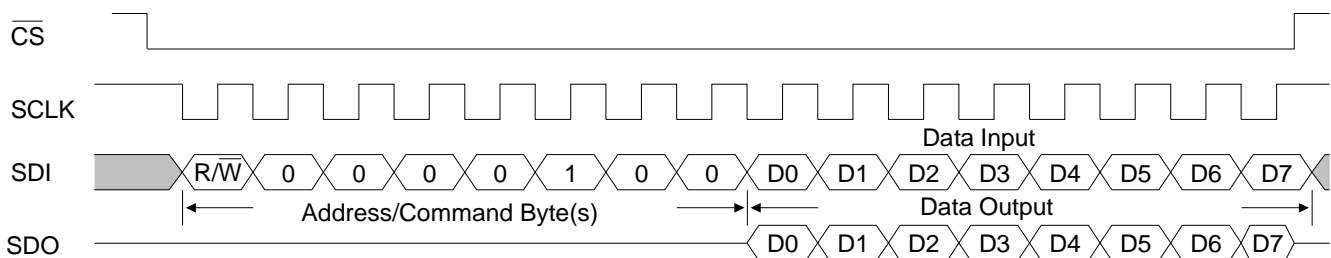 C̅S̅
SCLK
Data Input
SDI R/W̅ 0 0 0 0 1 0 0 D0 D1 D2 D3 D4 D5 D6 D7
Address/Command Byte(s) Data Output
SDO D0 D1 D2 D3 D4 D5 D6 D7